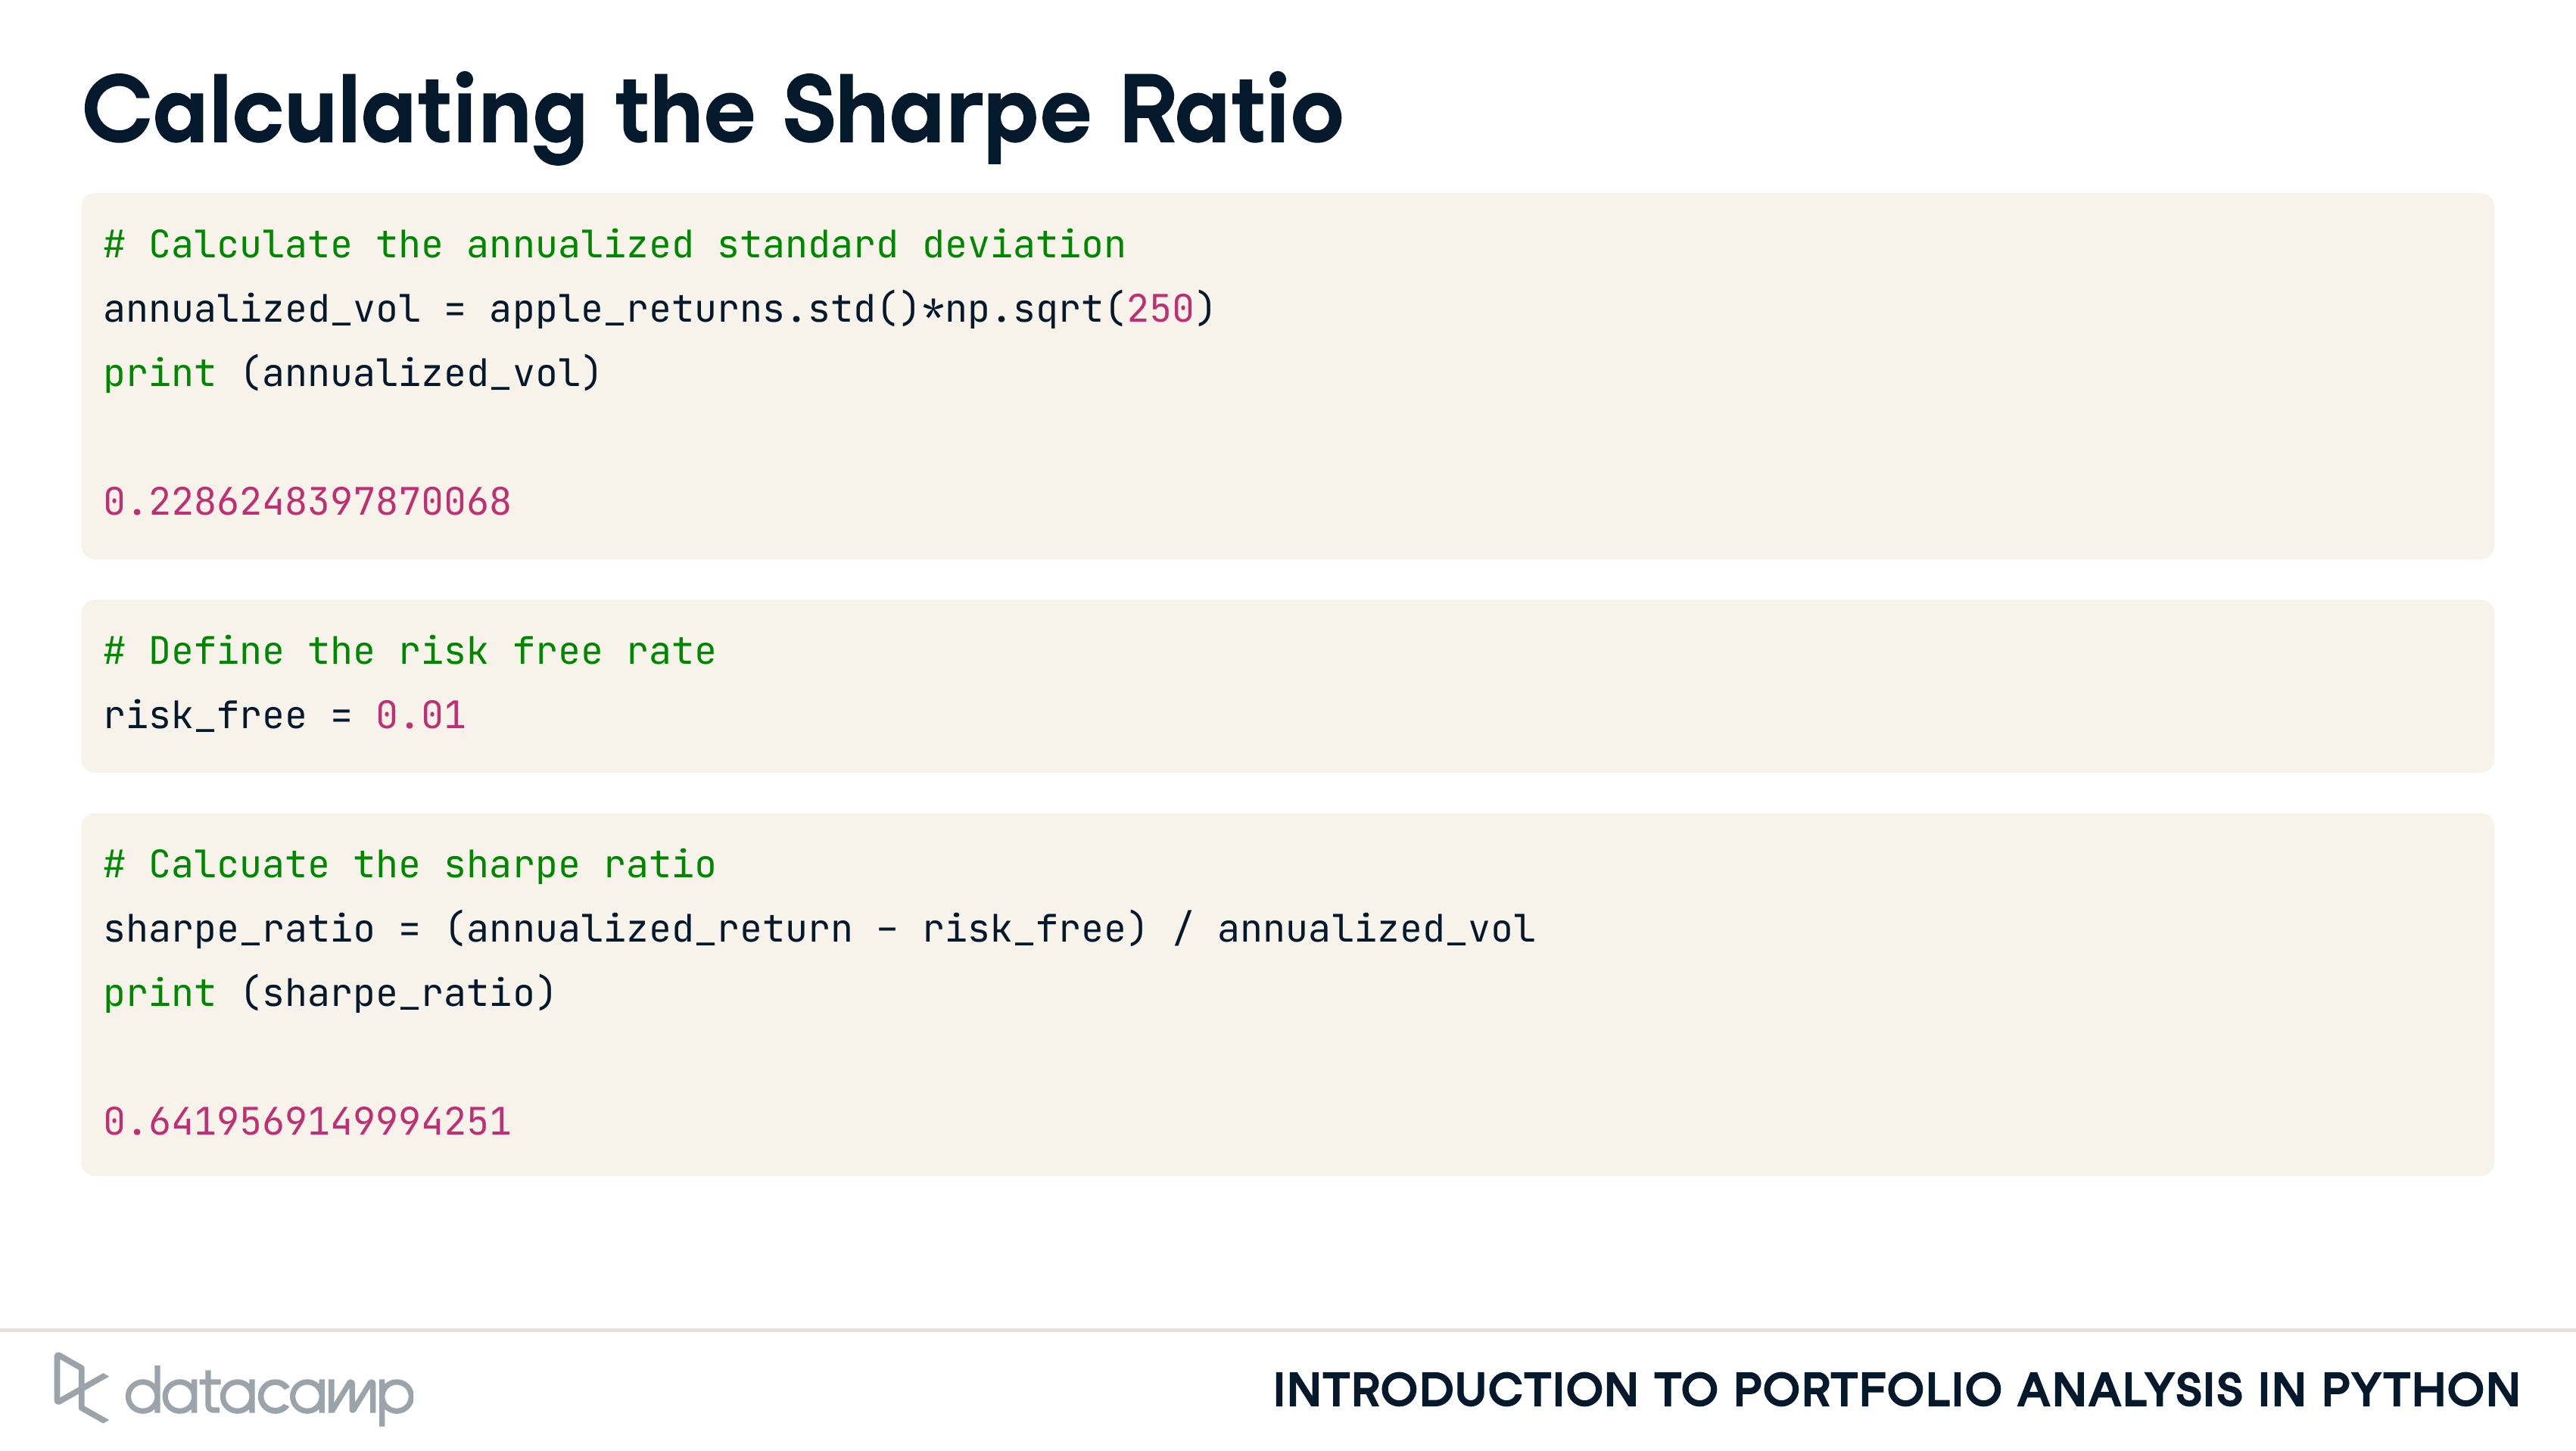 Calculating the Sharpe Ratio
# Calculate the annualized standard deviation
annualized_vol = apple_returns.std()*np.sqrt(250)
print (annualized_vol)
0.2286248397870068
# Define the risk free rate
risk_free = 0.01
# Calcuate the sharpe ratio
sharpe_ratio = (annualized_return - risk_free) / annualized_vol
print (sharpe_ratio)
0.6419569149994251
datacamp
INTRODUCTION TO PORTFOLIO ANALYSIS IN PYTHON